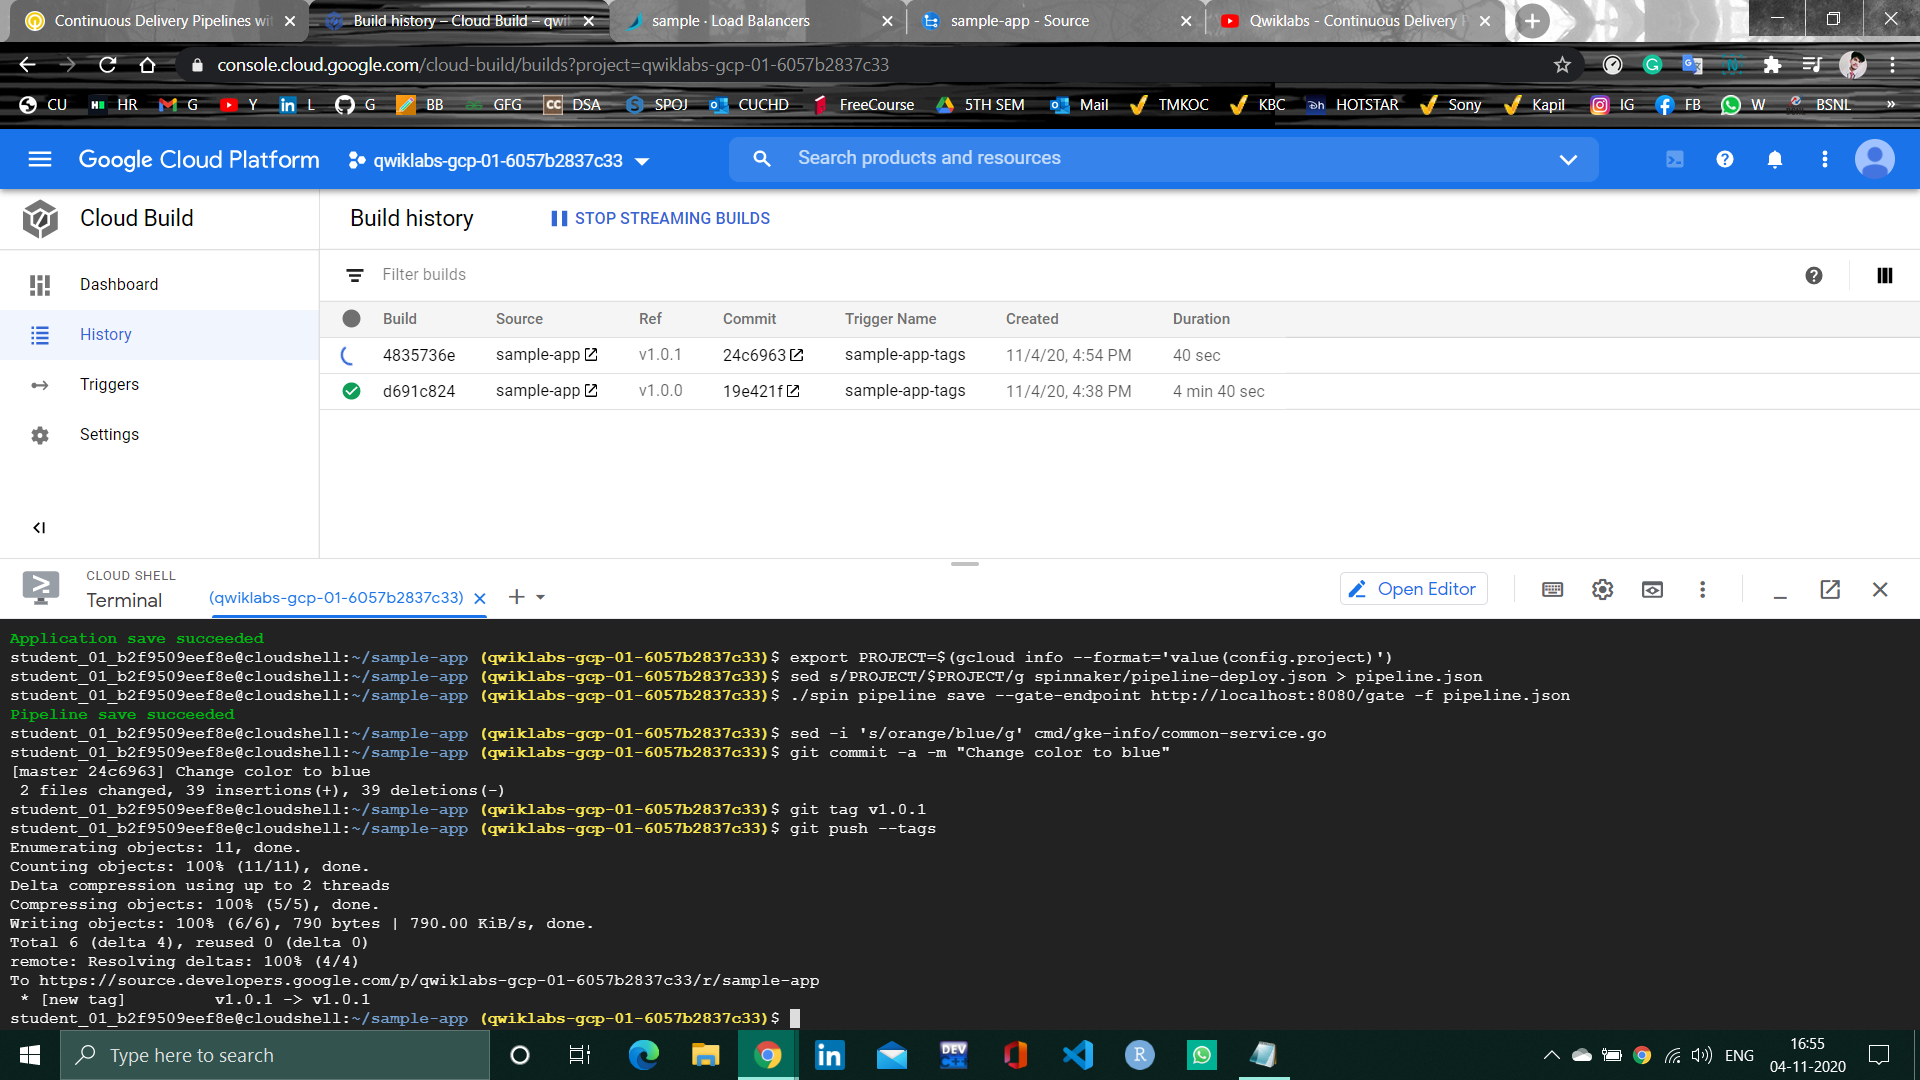 Continuous Delivery Pipelines wit
Build history – Cloud Build – qwi
sample · Load Balancers
sample-app - Source
Qwiklabs - Continuous Delivery P
console.cloud.google.com/cloud-build/builds?project=qwiklabs-gcp-01-6057b2837c33
CU HR G Y L G BB GFG DSA SPOJ CUCHD FreeCourse 5TH SEM Mail TMKOC KBC HOTSTAR Sony Kapil IG FB W BSNL »
Google Cloud Platform qwiklabs-gcp-01-6057b2837c33 Search products and resources
Cloud Build
Build history STOP STREAMING BUILDS
Dashboard
History
Triggers
Settings
Filter builds
Build Source Ref Commit Trigger Name Created Duration
4835736e sample-app v1.0.1 24c6963 sample-app-tags 11/4/20, 4:54 PM 40 sec
d691c824 sample-app v1.0.0 19e421f sample-app-tags 11/4/20, 4:38 PM 4 min 40 sec
CLOUD SHELL
Terminal (qwiklabs-gcp-01-6057b2837c33) Open Editor
Application save succeeded
student_01_b2f9509eef8e@cloudshell:~/sample-app (qwiklabs-gcp-01-6057b2837c33)$ export PROJECT=$(gcloud info --format='value(config.project)')
student_01_b2f9509eef8e@cloudshell:~/sample-app (qwiklabs-gcp-01-6057b2837c33)$ sed s/PROJECT/$PROJECT/g spinnaker/pipeline-deploy.json > pipeline.json
student_01_b2f9509eef8e@cloudshell:~/sample-app (qwiklabs-gcp-01-6057b2837c33)$ ./spin pipeline save --gate-endpoint http://localhost:8080/gate -f pipeline.json
Pipeline save succeeded
student_01_b2f9509eef8e@cloudshell:~/sample-app (qwiklabs-gcp-01-6057b2837c33)$ sed -i 's/orange/blue/g' cmd/gke-info/common-service.go
student_01_b2f9509eef8e@cloudshell:~/sample-app (qwiklabs-gcp-01-6057b2837c33)$ git commit -a -m "Change color to blue"
[master 24c6963] Change color to blue
2 files changed, 39 insertions(+), 39 deletions(-)
student_01_b2f9509eef8e@cloudshell:~/sample-app (qwiklabs-gcp-01-6057b2837c33)$ git tag v1.0.1
student_01_b2f9509eef8e@cloudshell:~/sample-app (qwiklabs-gcp-01-6057b2837c33)$ git push --tags
Enumerating objects: 11, done.
Counting objects: 100% (11/11), done.
Delta compression using up to 2 threads
Compressing objects: 100% (5/5), done.
Writing objects: 100% (6/6), 790 bytes | 790.00 KiB/s, done.
Total 6 (delta 4), reused 0 (delta 0)
remote: Resolving deltas: 100% (4/4)
To https://source.developers.google.com/p/qwiklabs-gcp-01-6057b2837c33/r/sample-app
* [new tag] v1.0.1 -> v1.0.1
student_01_b2f9509eef8e@cloudshell:~/sample-app (qwiklabs-gcp-01-6057b2837c33)$
Type here to search ENG 16:55
04-11-2020